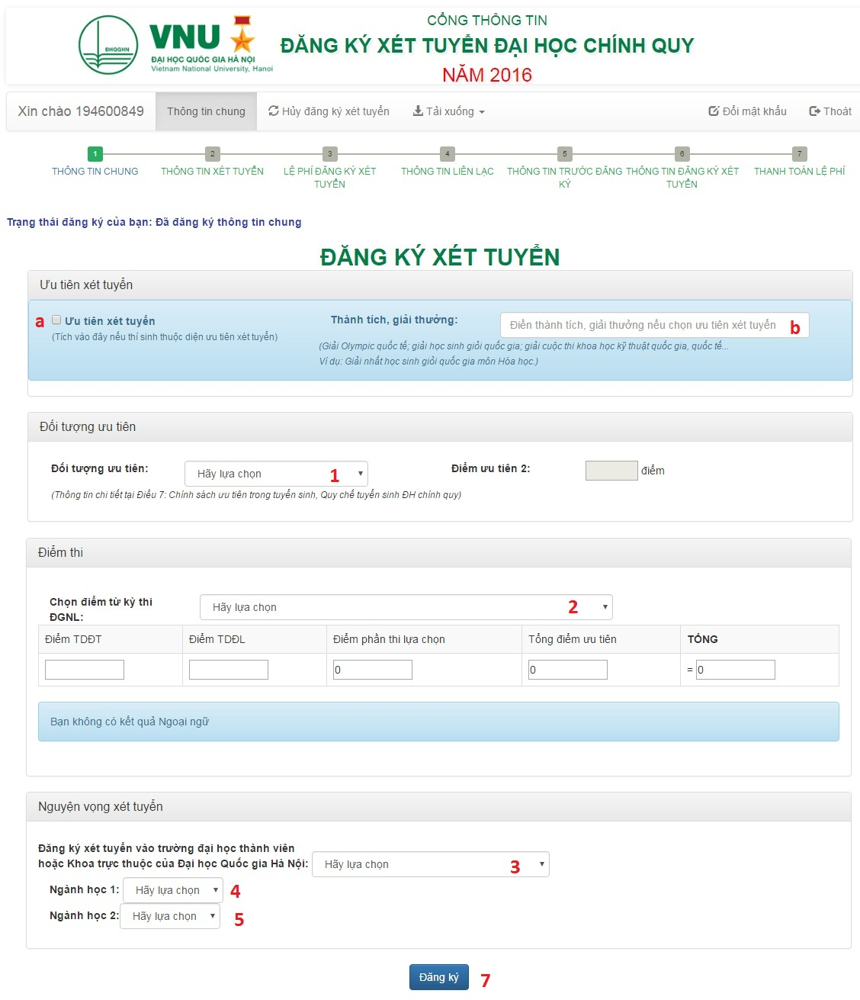 ĐHQGHN
VNU
ĐẠI HỌC QUỐC GIA HÀ NỘI
Vietnam National University, Hanoi
CỔNG THÔNG TIN
ĐĂNG KÝ XÉT TUYỂN ĐẠI HỌC CHÍNH QUY
NĂM 2016
Xin chào 194600849 Thông tin chung Hủy đăng ký xét tuyển Tải xuống Đổi mật khẩu Thoát
1 2 3 4 5 6 7
THÔNG TIN CHUNG THÔNG TIN XÉT TUYỂN LỆ PHÍ ĐĂNG KÝ XÉT THÔNG TIN LIÊN LẠC THÔNG TIN TRƯỚC ĐĂNG THÔNG TIN ĐĂNG KÝ XÉT THANH TOÁN LỆ PHÍ
TUYỂN KÝ TUYỂN
Trạng thái đăng ký của bạn: Đã đăng ký thông tin chung
ĐĂNG KÝ XÉT TUYỂN
Ưu tiên xét tuyển
a Ưu tiên xét tuyển Thành tích, giải thưởng: Điền thành tích, giải thưởng nếu chọn ưu tiên xét tuyển b
(Tích vào đây nếu thí sinh thuộc diện ưu tiên xét tuyển) (Giải Olympic quốc tế; giải học sinh giỏi quốc gia; giải cuộc thi khoa học kỹ thuật quốc gia, quốc tế...
Ví dụ: Giải nhất học sinh giỏi quốc gia môn Hóa học.)
Đối tượng ưu tiên
Đối tượng ưu tiên: Hãy lựa chọn 1 Điểm ưu tiên 2: điểm
(Thông tin chi tiết tại Điều 7: Chính sách ưu tiên trong tuyển sinh, Quy chế tuyển sinh ĐH chính quy)
Điểm thi
Chọn điểm từ kỳ thi
ĐGNL: Hãy lựa chọn 2
Điểm TDĐT Điểm TDĐL Điểm phần thi lựa chọn Tổng điểm ưu tiên TỔNG
0 0 = 0
Bạn không có kết quả Ngoại ngữ
Nguyện vọng xét tuyển
Đăng ký xét tuyển vào trường đại học thành viên
hoặc Khoa trực thuộc của Đại học Quốc gia Hà Nội: Hãy lựa chọn 3
Ngành học 1: Hãy lựa chọn 4
Ngành học 2: Hãy lựa chọn 5
Đăng ký 7